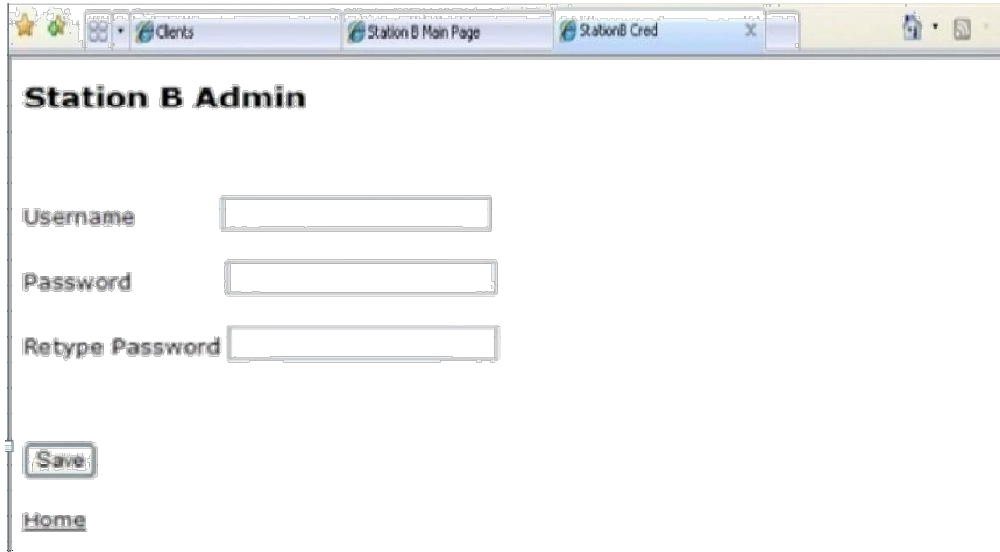 Clients Station B Main Page StationB Cred X
Station B Admin
Username
Password
Retype Password
Save
Home